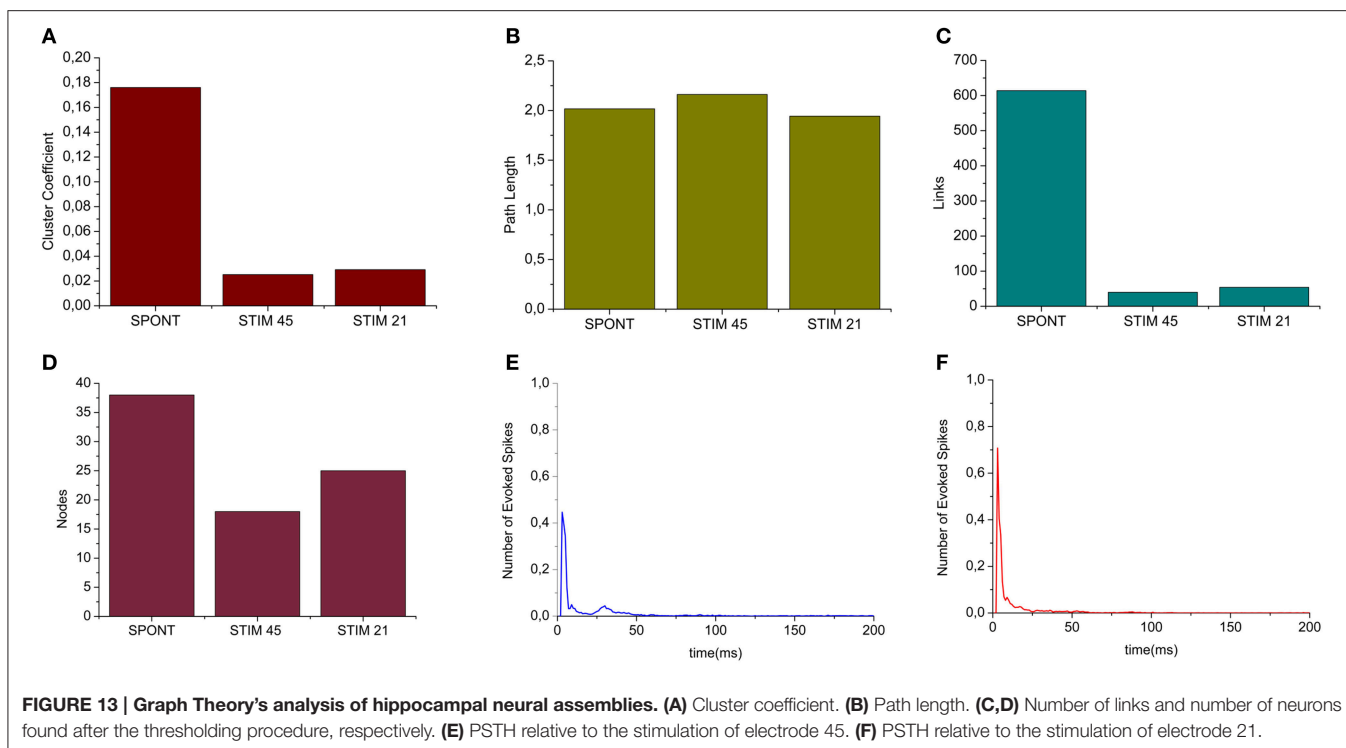 A
0,20
0,18
0,16
0,14
0,12
0,10
0,08
0,06
0,04
0,02
0,00
Cluster Coefficient
SPONT STIM 45 STIM 21
B
2,5
2,0
1,5
1,0
0,5
0,0
Path Length
SPONT STIM 45 STIM 21
C
700
600
500
400
300
200
100
0
Links
SPONT STIM 45 STIM 21
D
40
35
30
25
20
15
10
5
0
Nodes
SPONT STIM 45 STIM 21
E
1,0
0,8
0,6
0,4
0,2
0,0
Number of Evoked Spikes
0 50 100 150 200
time(ms)
F
1,0
0,8
0,6
0,4
0,2
0,0
Number of Evoked Spikes
0 50 100 150 200
time(ms)
FIGURE 13 | Graph Theory's analysis of hippocampal neural assemblies. (A) Cluster coefficient. (B) Path length. (C,D) Number of links and number of neurons
found after the thresholding procedure, respectively. (E) PSTH relative to the stimulation of electrode 45. (F) PSTH relative to the stimulation of electrode 21.